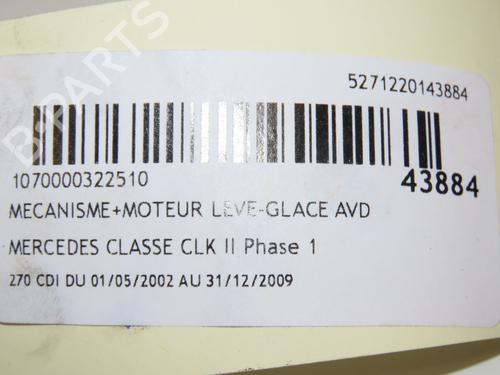 5271220143884
B-PARTS
1070000322510
43884
MECANISME+MOTEUR LEVE-GLACE AVD
MERCEDES CLASSE CLK II Phase 1
270 CDI DU 01/05/2002 AU 31/12/2009